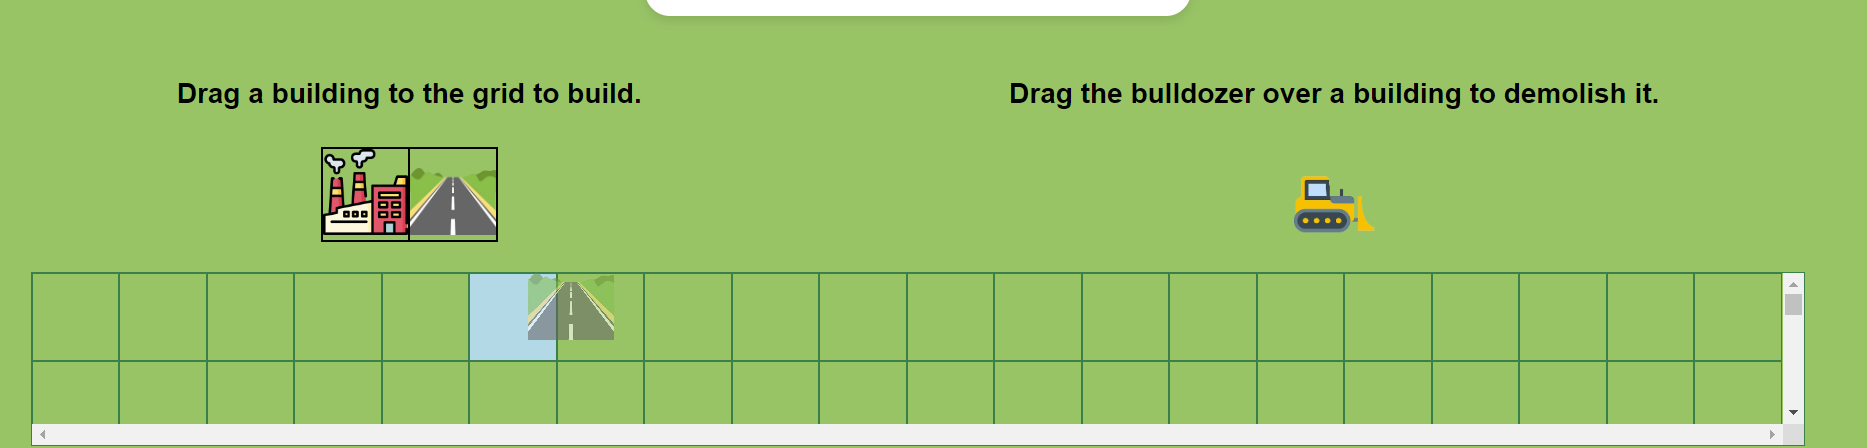 Drag a building to the grid to build.
Drag the bulldozer over a building to demolish it.